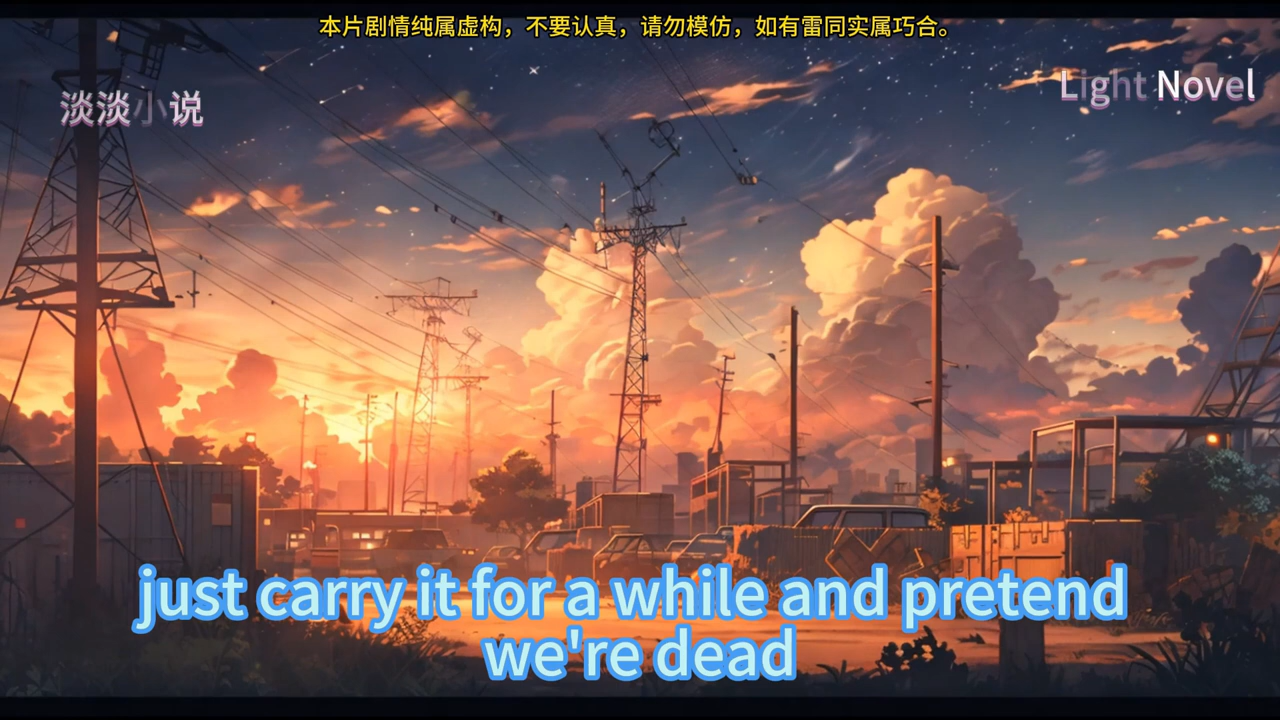 本片剧情纯属虚构，不要认真，请勿模仿，如有雷同实属巧合。
淡淡小说
Light Novel
just carry it for a while and pretend
we're dead